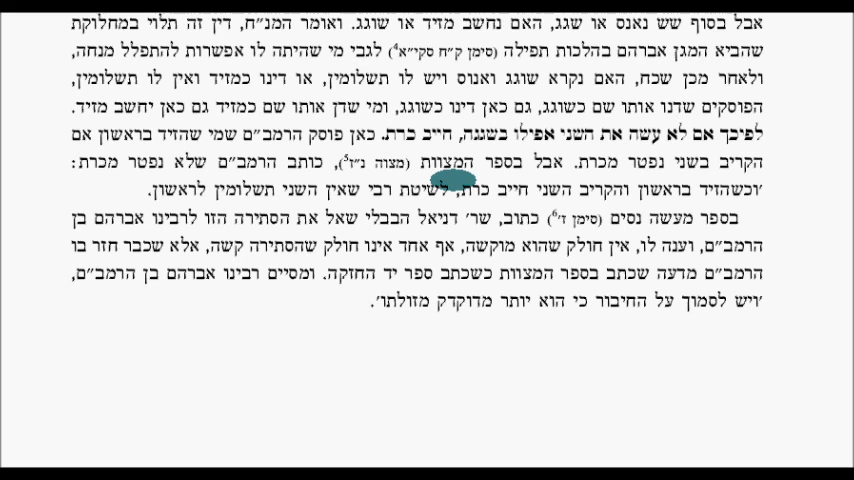 אבל בסוף שש נאנס או שגג, האם נחשב מזיד או שוגג. ואומר המנ״ח, דין זה תלוי במחלוקת
שהביא המגן אברהם בהלכות תפילה (סימן ק״ח סקי״א4) לגבי מי שהיתה לו אפשרות להתפלל מנחה,
ולאחר מכן שכח, האם נקרא שוגג ואנוס ויש לו תשלומין, או דינו כמזיד ואין לו תשלומין,
הפוסקים שדנו אותו שם כשוגג, גם כאן דינו כשוגג, ומי שדן אותו שם כמזיד גם כאן יחשב מזיד.
לפיכך אם לא עשה את השני אפילו בשגגה, חייב כרת. כאן פוסק הרמב״ם שמי שהזיד בראשון אם
הקריב בשני נפטר מכרת. אבל בספר המצוות (מצוה נ״ז5), כותב הרמב״ם שלא נפטר מכרת:
׳וכשהזיד בראשון והקריב השני חייב כרת, לשיטת רבי שאין השני תשלומין לראשון.
בספר מעשה נסים (סימן ז׳6) כתוב, שר׳ דניאל הבבלי שאל את הסתירה הזו לרבינו אברהם בן
הרמב״ם, וענה לו, אין חולק שהוא מוקשה, אף אחד אינו חולק שהסתירה קשה, אלא שכבר חזר בו
הרמב״ם מדעה שכתב בספר המצוות כשכתב ספר יד החזקה. ומסיים רבינו אברהם בן הרמב״ם,
׳ויש לסמוך על החיבור כי הוא יותר מדוקדק מזולתו׳.